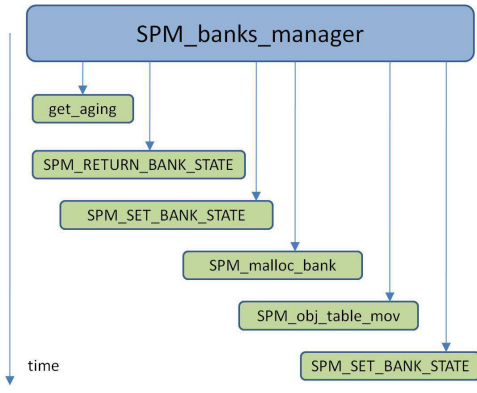 SPM_banks_manager
get_aging
SPM_RETURN_BANK_STATE
SPM_SET_BANK_STATE
SPM_malloc_bank
SPM_obj_table_mov
time
SPM_SET_BANK_STATE